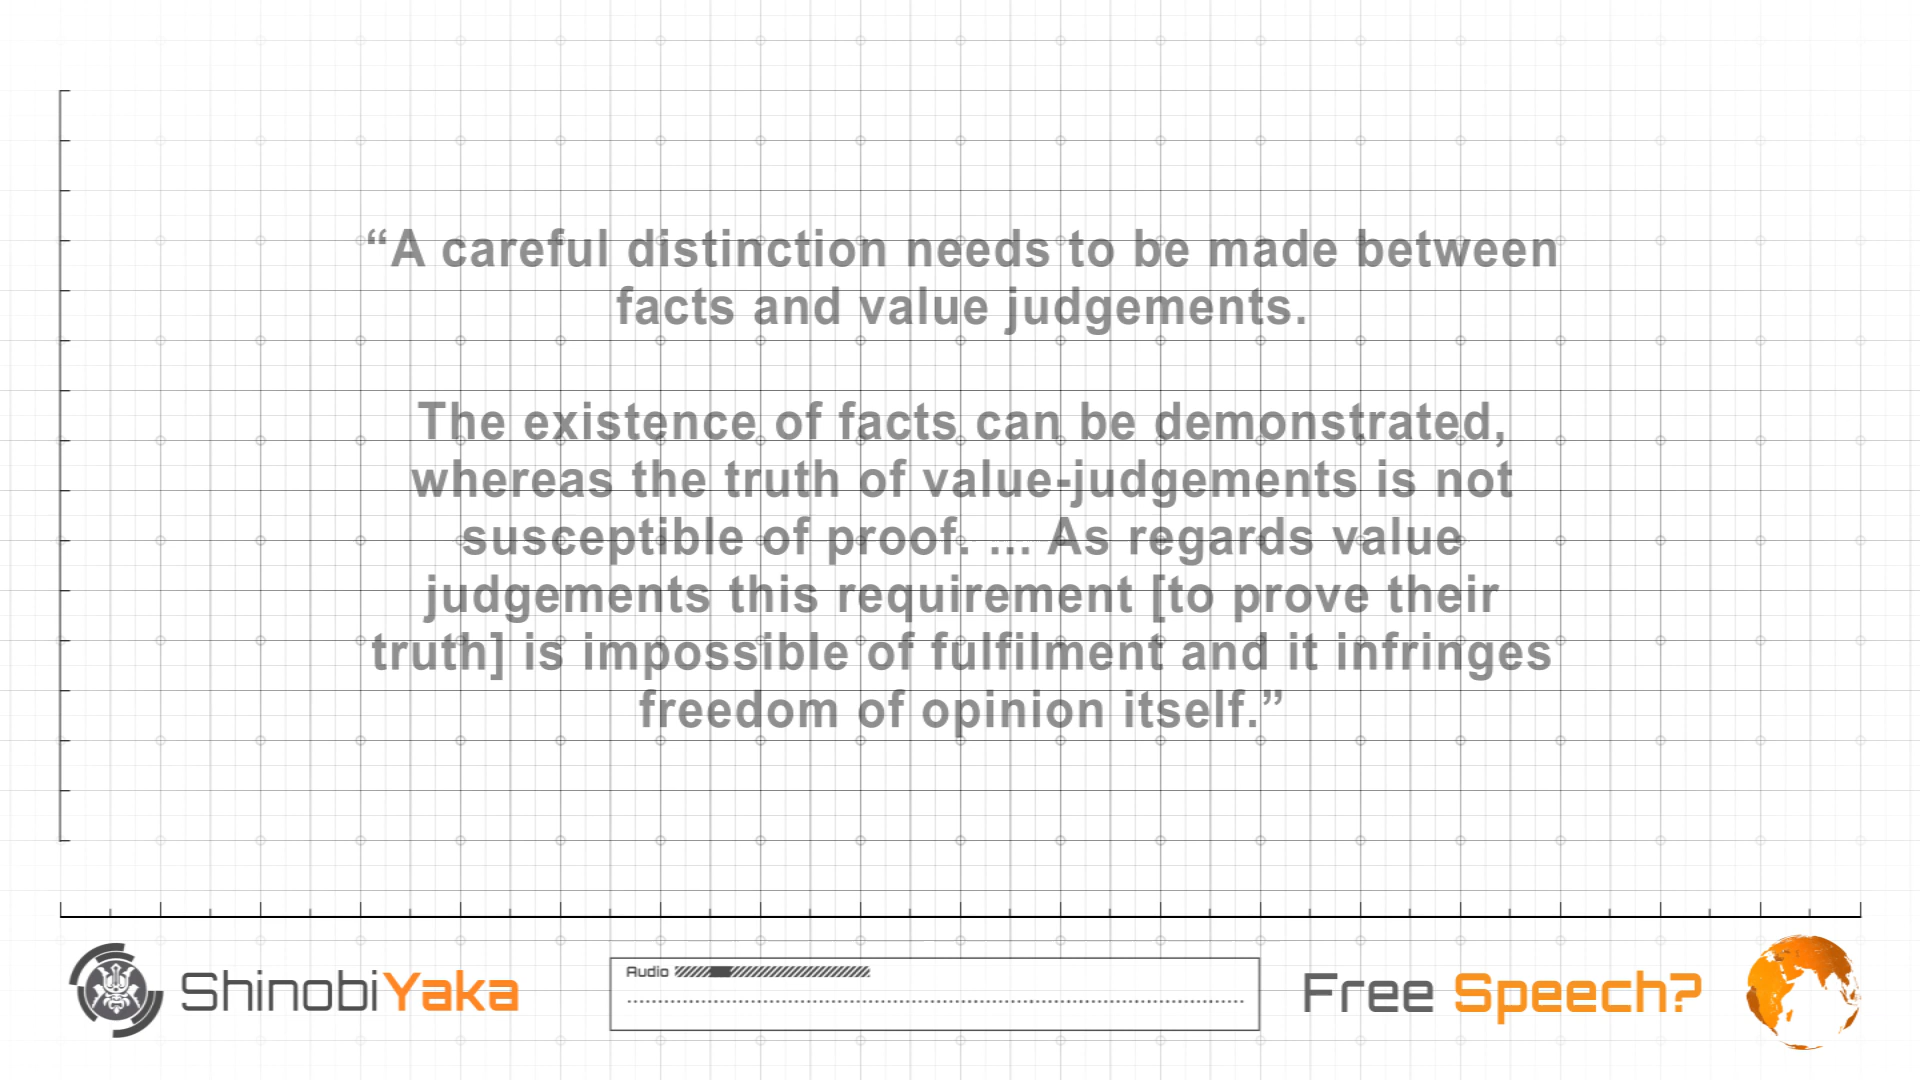 “A careful distinction needs to be made between
facts and value judgements.
The existence of facts can be demonstrated,
whereas the truth of value-judgements is not
susceptible of proof. ... As regards value
judgements this requirement [to prove their
truth] is impossible of fulfilment and it infringes
freedom of opinion itself.”
ShinobiYaka
Audio
Free Speech?